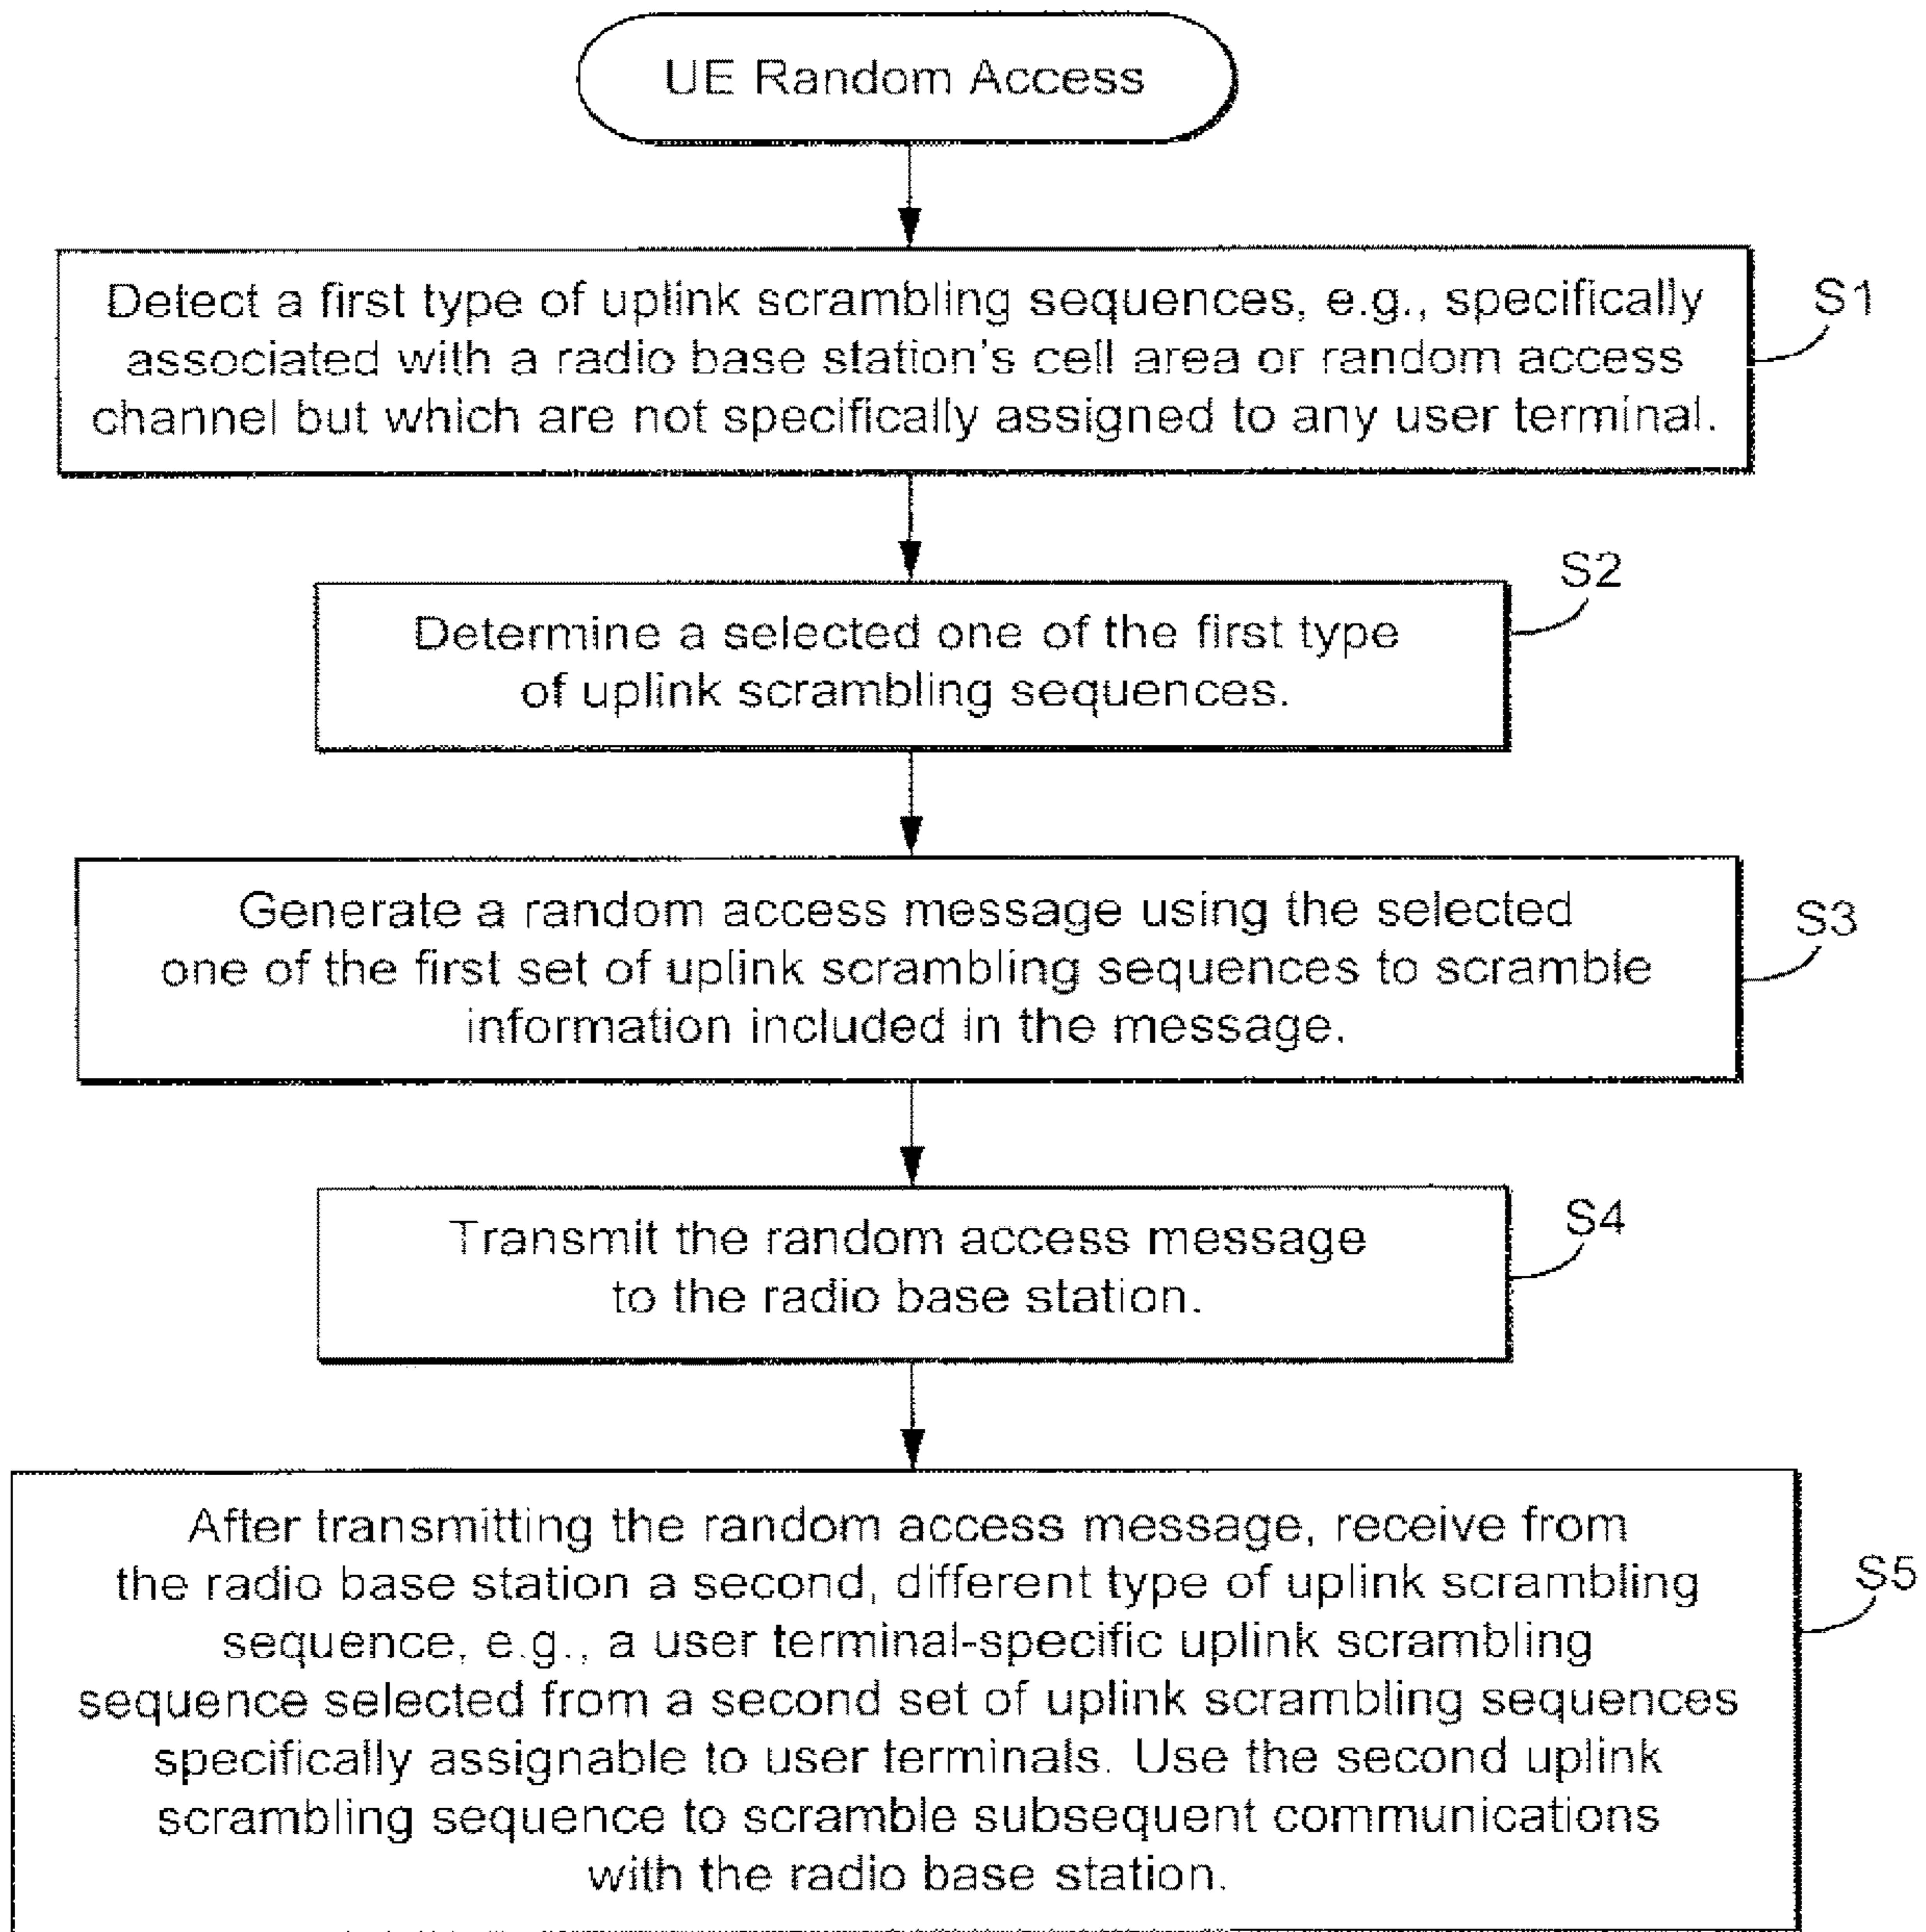 UE Random Access
Detect a first type of uplink scrambling sequences, e.g., specifically
associated with a radio base station's cell area or random access
channel but which are not specifically assigned to any user terminal.
S1
Determine a selected one of the first type
of uplink scrambling sequences.
S2
Generate a random access message using the selected
one of the first set of uplink scrambling sequences to scramble
information included in the message.
S3
Transmit the random access message
to the radio base station.
S4
After transmitting the random access message, receive from
the radio base station a second, different type of uplink scrambling
sequence, e.g., a user terminal-specific uplink scrambling
sequence selected from a second set of uplink scrambling sequences
specifically assignable to user terminals. Use the second uplink
scrambling sequence to scramble subsequent communications
with the radio base station.
S5